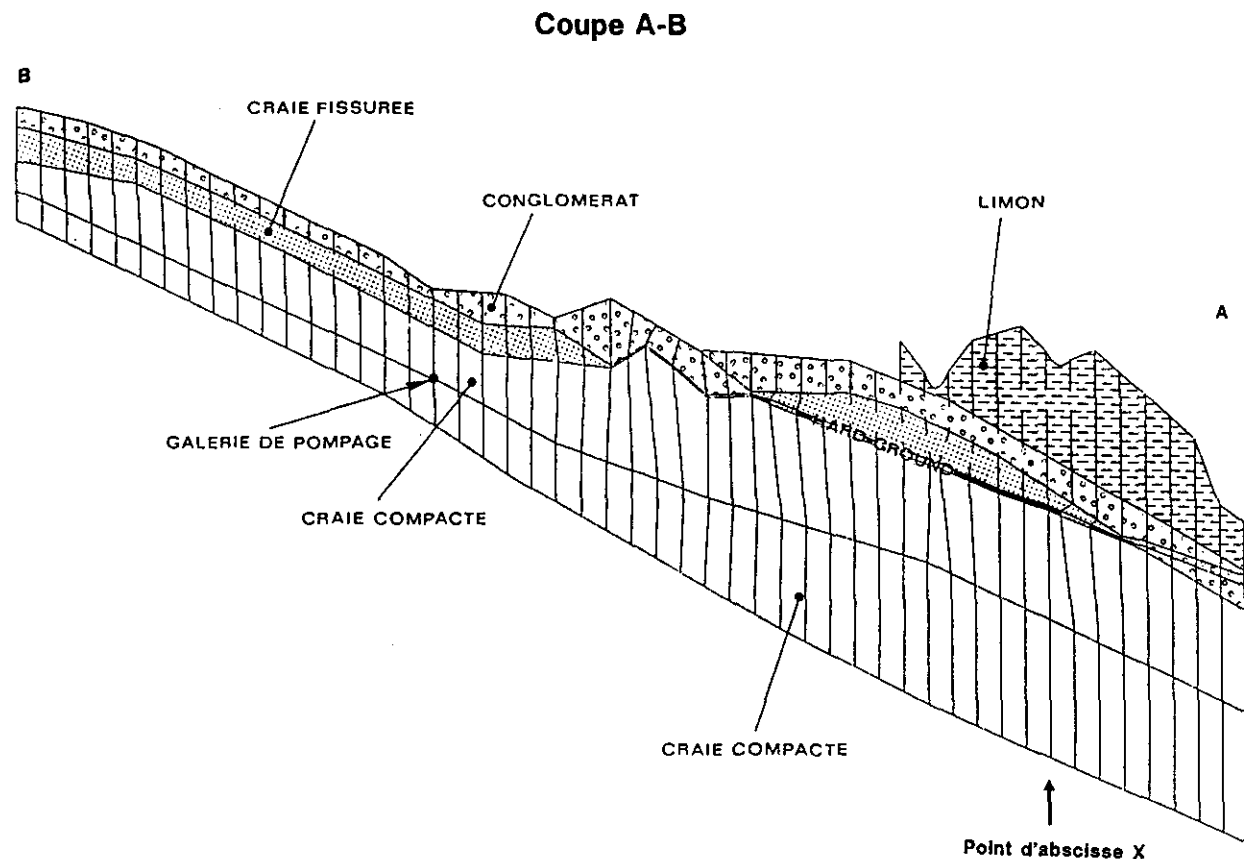 Coupe A-B
B
CRAIE FISSUREE
CONGLOMERAT
LIMON
A
HARD-GROUND
GALERIE DE POMPAGE
CRAIE COMPACTE
CRAIE COMPACTE
Point d'abscisse X